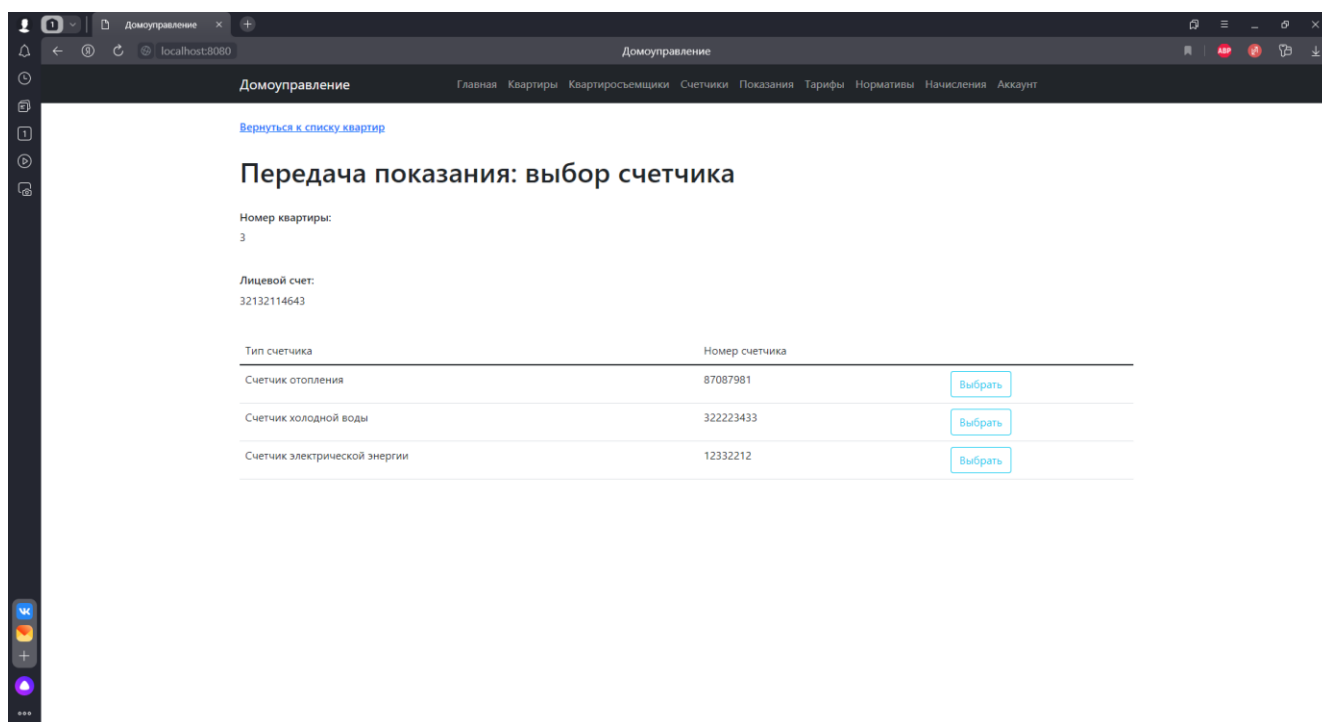 1 Домоуправление
localhost:8080 Домоуправление ABP
Домоуправление Главная Квартиры Квартиросъемщики Счетчики Показания Тарифы Нормативы Начисления Аккаунт
Вернуться к списку квартир
1
Передача показания: выбор счетчика
Номер квартиры:
3
Лицевой счет:
32132114643
Тип счетчика Номер счетчика
Счетчик отопления 87087981 Выбрать
Счетчик холодной воды 322223433 Выбрать
Счетчик электрической энергии 12332212 Выбрать